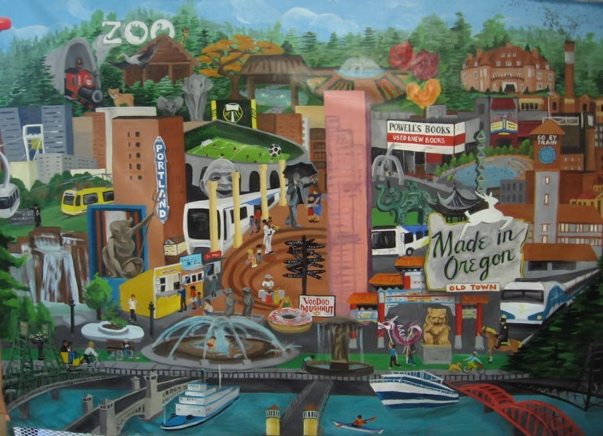 ZOO
POWELL'S BOOKS
USED & NEW BOOKS
GO BY
TRAIN
PORTLAND
Made in
Oregon
OLD TOWN
VOODOO
DOUGHNUT